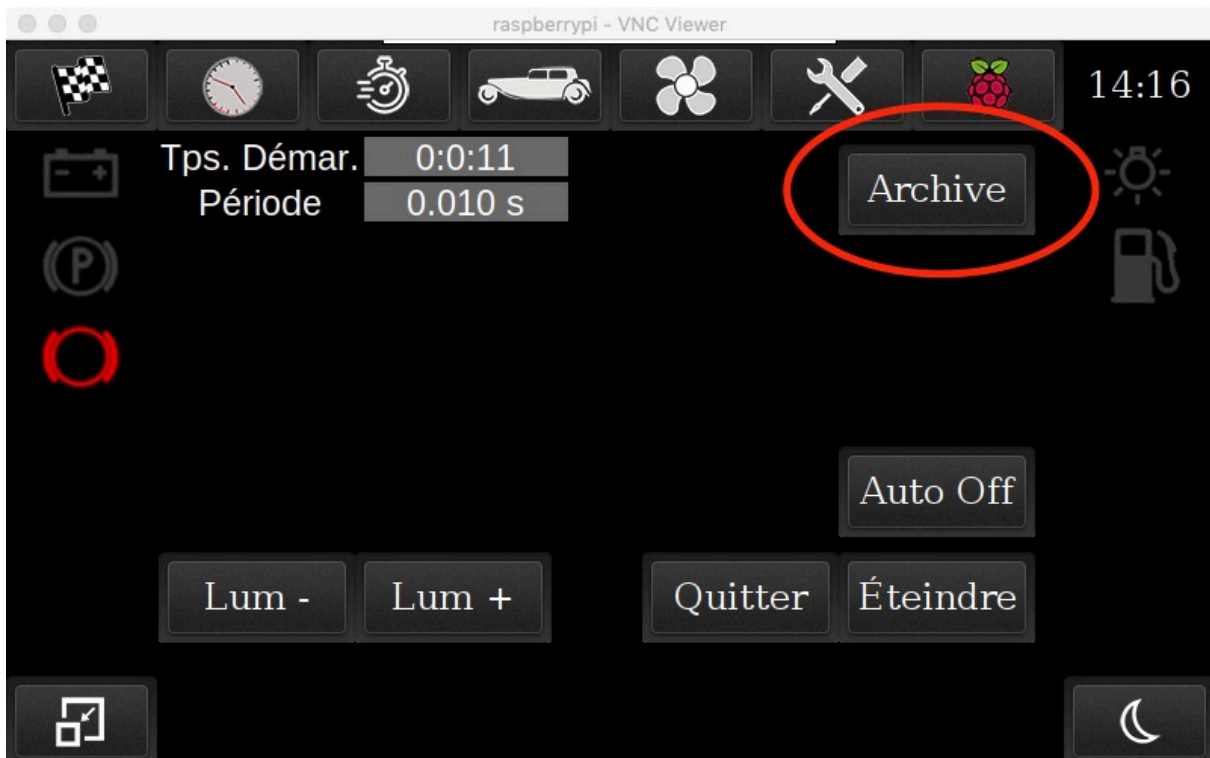 raspberrypi - VNC Viewer
14:16
Tps. Démar. 0:0:11
Période 0.010 s
Archive
- +
P
Auto Off
Lum - Lum + Quitter Éteindre